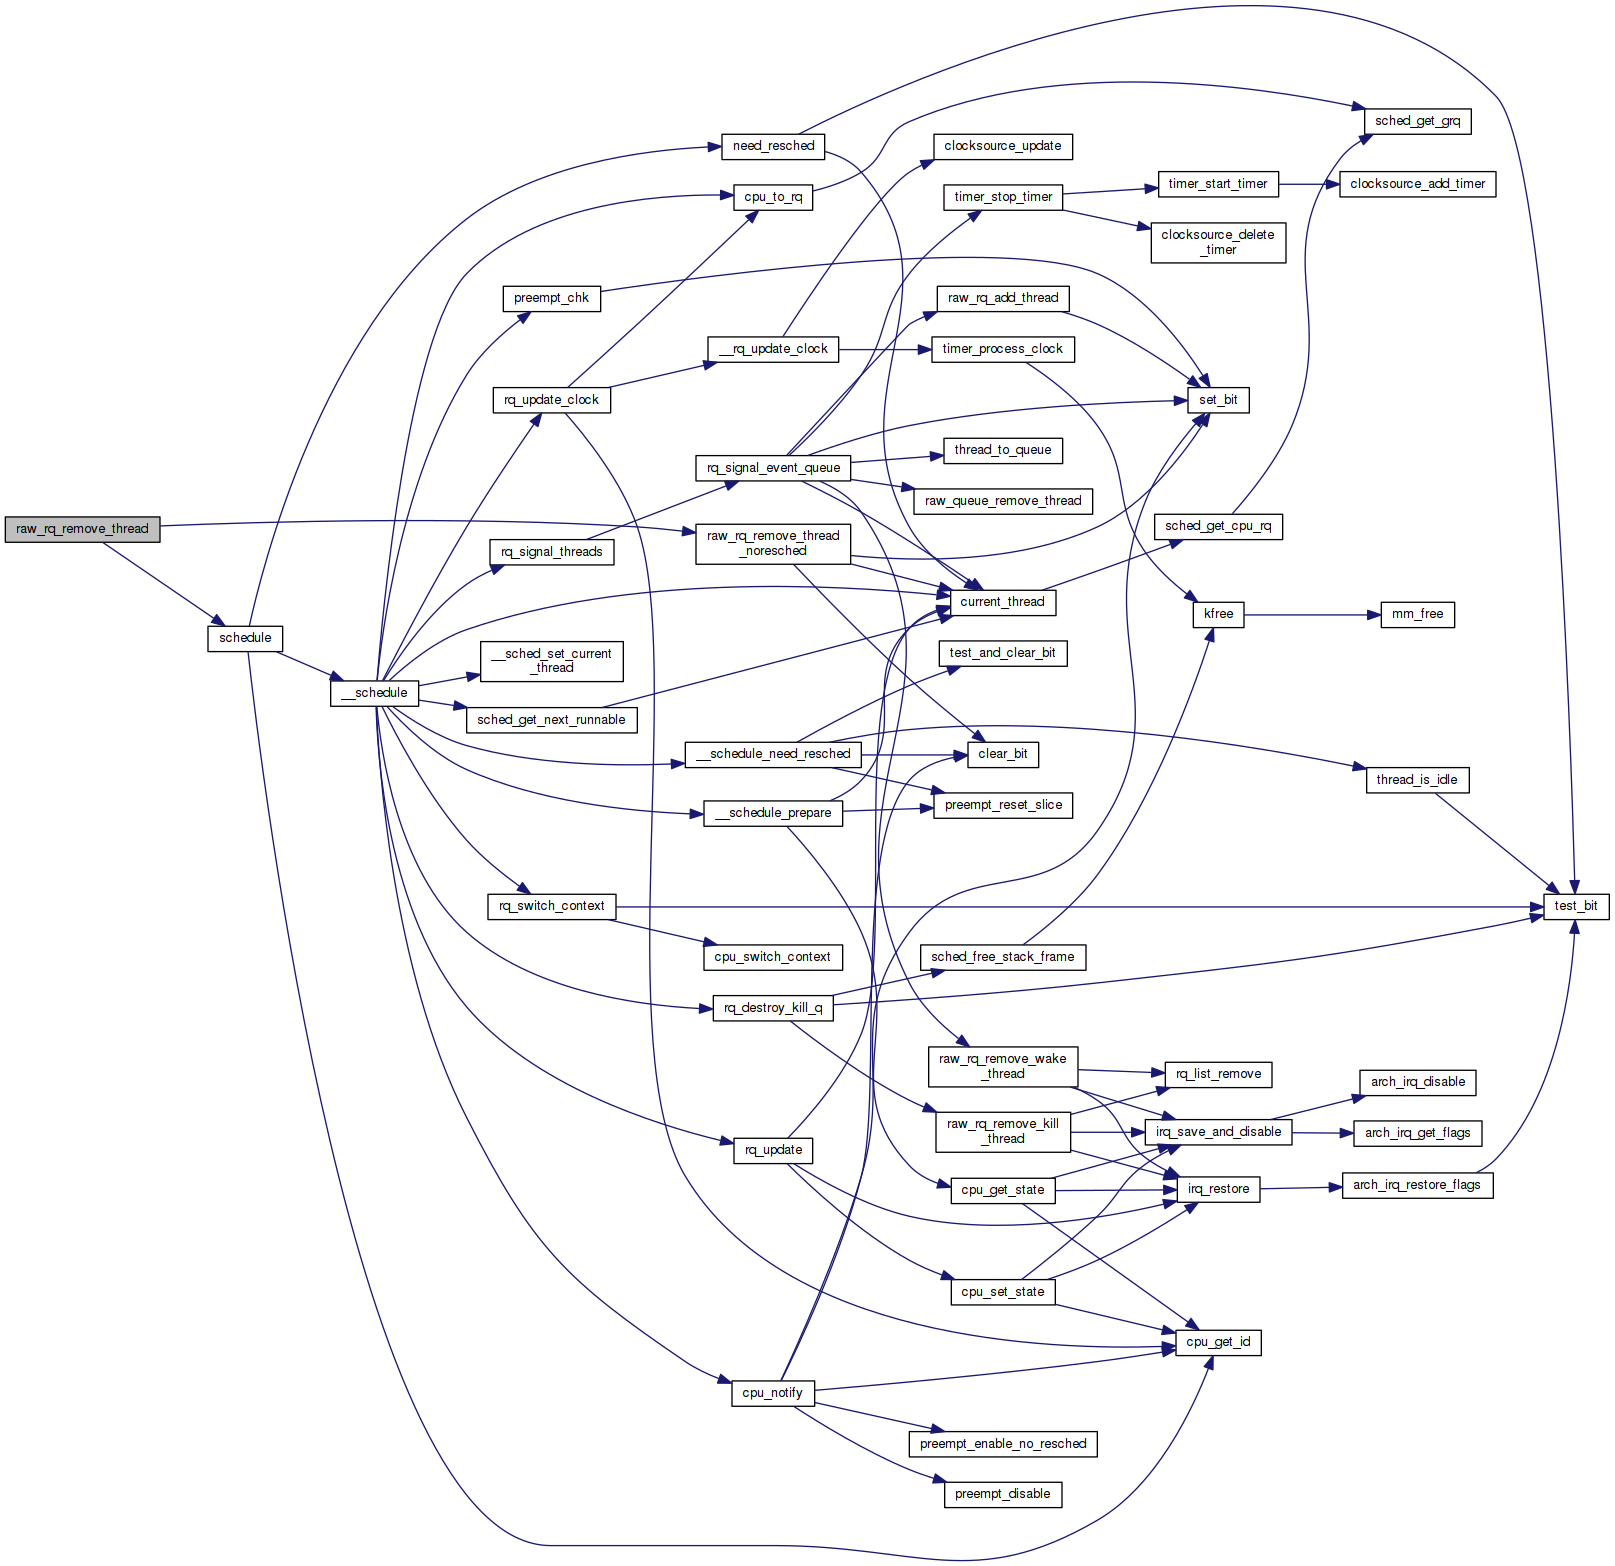 need_resched
sched_get_grq
clocksource_update
cpu_to_rq
timer_stop_timer
timer_start_timer
clocksource_add_timer
clocksource_delete
_timer
preempt_chk
raw_rq_add_thread
__rq_update_clock
timer_process_clock
rq_update_clock
set_bit
rq_signal_event_queue
thread_to_queue
raw_queue_remove_thread
raw_rq_remove_thread
raw_rq_remove_thread
_noresched
sched_get_cpu_rq
rq_signal_threads
current_thread
kfree
mm_free
schedule
__sched_set_current
_thread
test_and_clear_bit
__schedule
sched_get_next_runnable
__schedule_need_resched
clear_bit
thread_is_idle
__schedule_prepare
preempt_reset_slice
rq_switch_context
test_bit
cpu_switch_context
sched_free_stack_frame
rq_destroy_kill_q
raw_rq_remove_wake
_thread
rq_list_remove
arch_irq_disable
raw_rq_remove_kill
_thread
irq_save_and_disable
arch_irq_get_flags
rq_update
cpu_get_state
irq_restore
arch_irq_restore_flags
cpu_set_state
cpu_get_id
cpu_notify
preempt_enable_no_resched
preempt_disable